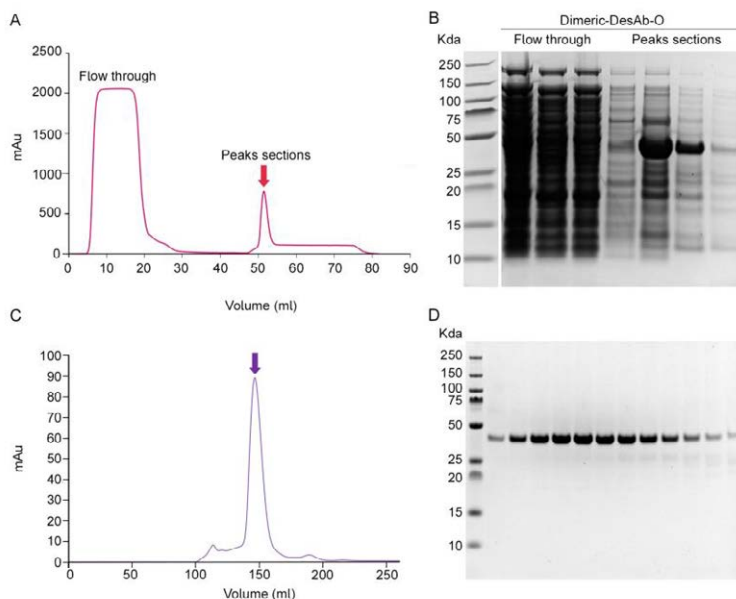 A
2500
2000
1500
1000
500
0
mAu
Flow through
Peaks sections
0 10 20 30 40 50 60 70 80 90
Volume (ml)
B
Dimeric-DesAb-O
Kda Flow through Peaks sections
250
150
100
75
50
25
20
15
10
C
100
90
80
70
60
50
40
30
20
10
0
mAu
0 50 100 150 200 250
Volume (ml)
D
Kda
250
150
100
75
50
25
20
15
10